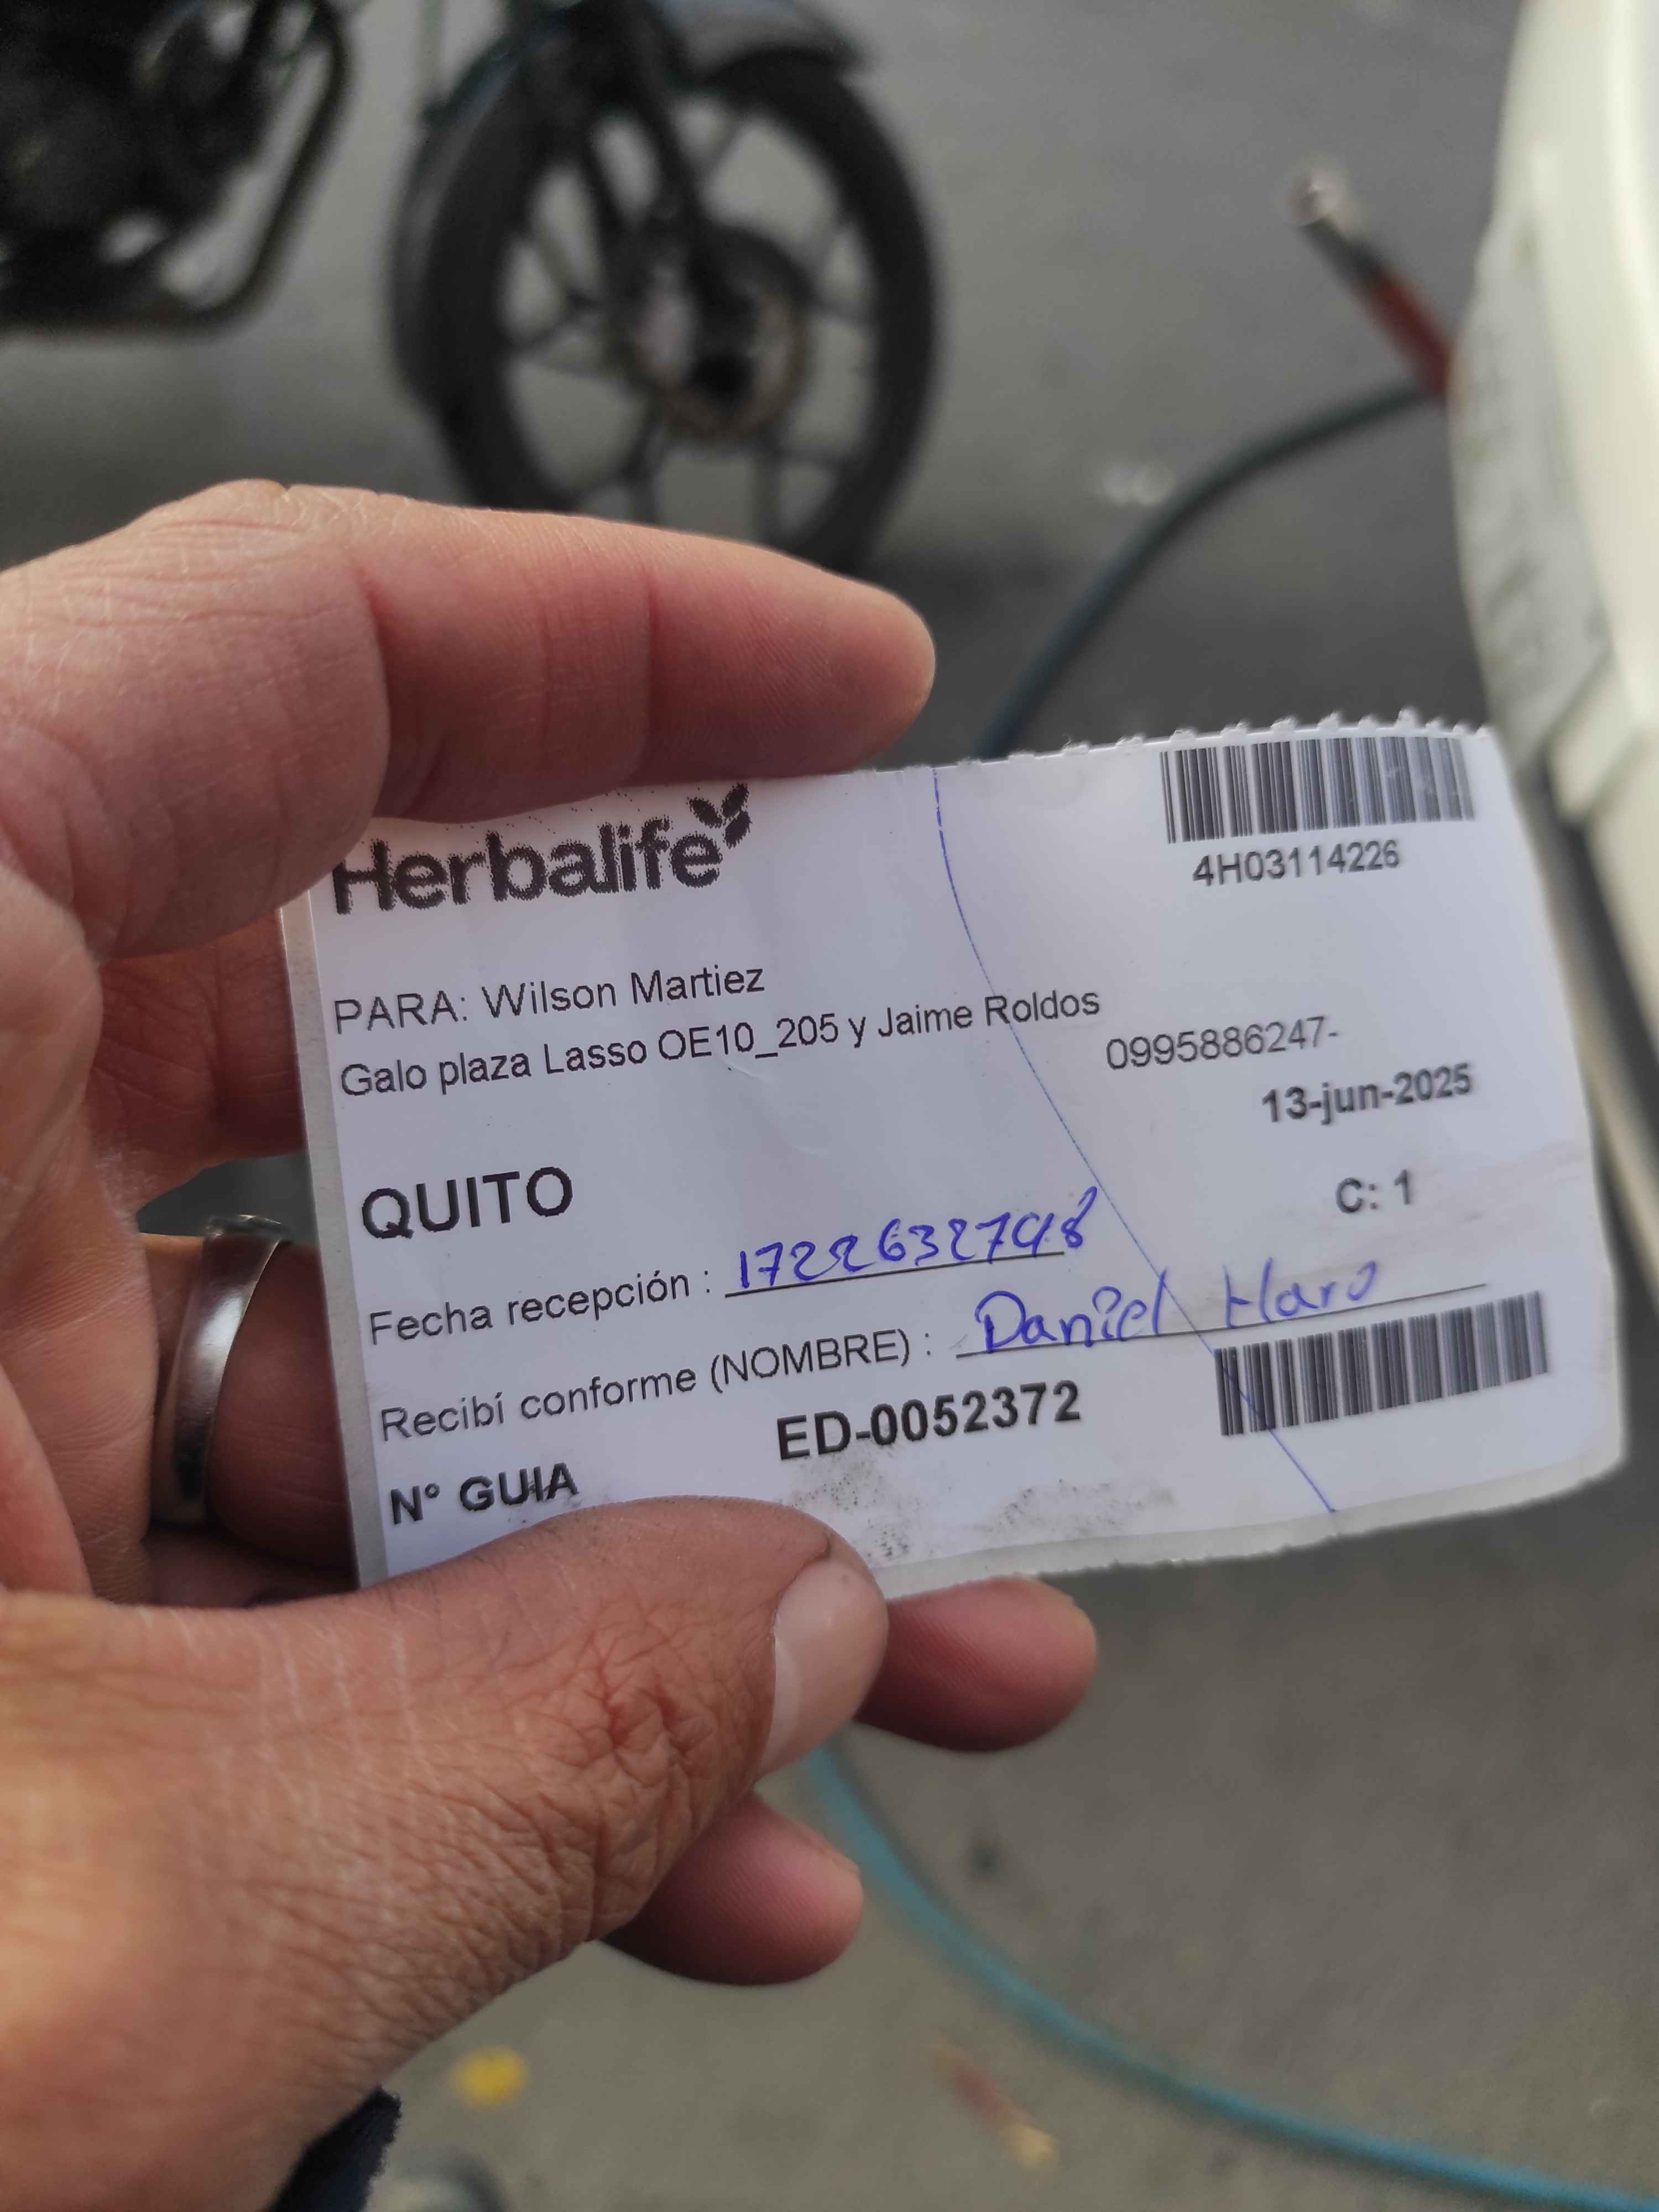 Herbalife
4H03114226
PARA: Wilson Martiez
Galo plaza Lasso OE10_205 y Jaime Roldos
0995886247-
13-jun-2025
QUITO
C: 1
Fecha recepción :
Recibí conforme (NOMBRE) : Daniel Haro
N° GUIA ED-0052372